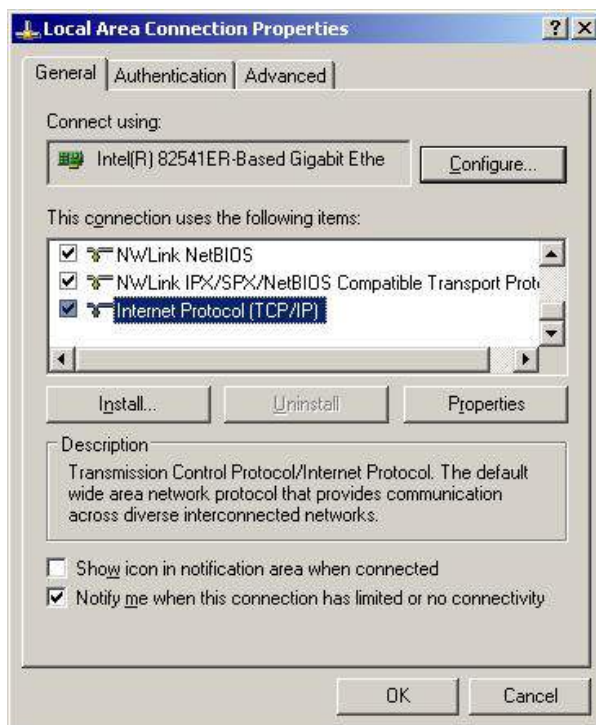 Local Area Connection Properties
General Authentication Advanced
Connect using:
Intel(R) 82541ER-Based Gigabit Ethe
Configure...
This connection uses the following items:
NWLink NetBIOS
NWLink IPX/SPX/NetBIOS Compatible Transport Proto
Internet Protocol (TCP/IP)
Install... Uninstall Properties
Description
Transmission Control Protocol/Internet Protocol. The default
wide area network protocol that provides communication
across diverse interconnected networks.
Show icon in notification area when connected
Notify me when this connection has limited or no connectivity
OK Cancel